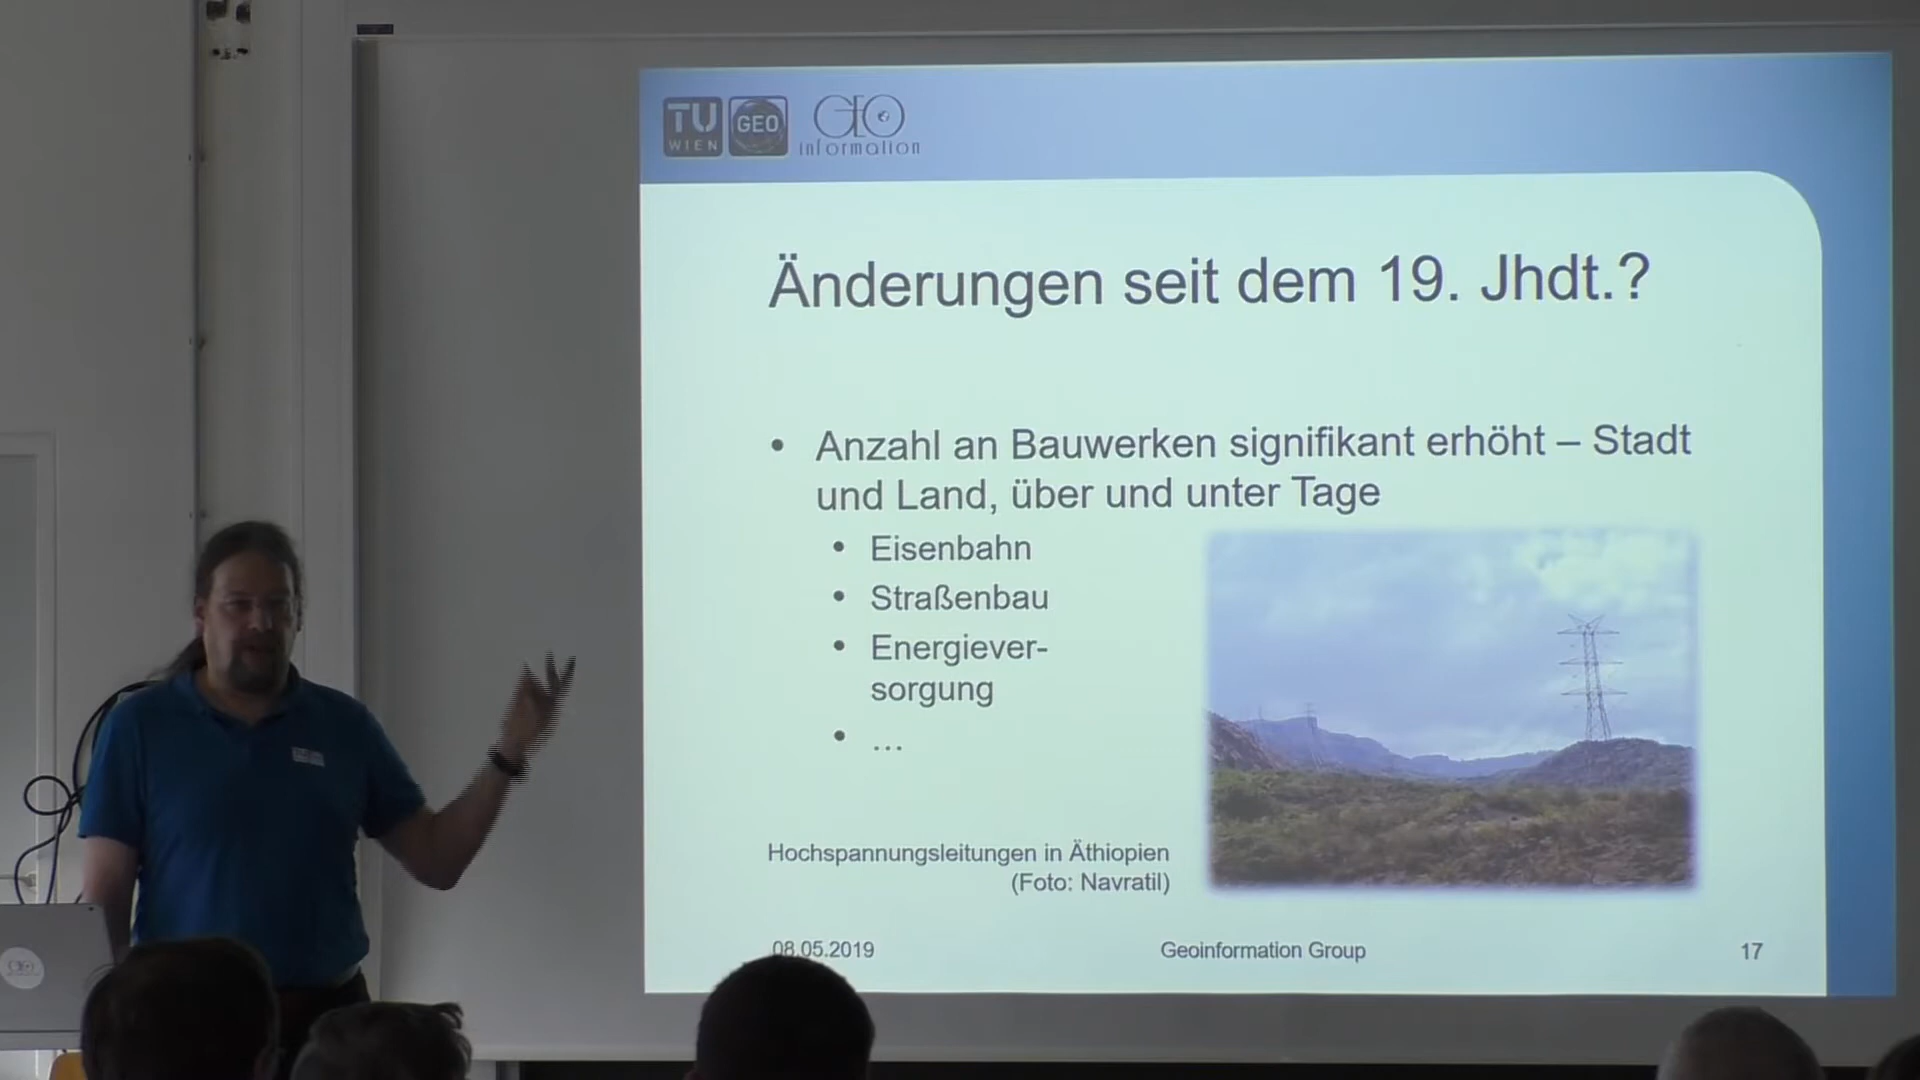 TU
WIEN
GEO
GEO
information
Änderungen seit dem 19. Jhdt.?
• Anzahl an Bauwerken signifikant erhöht – Stadt
und Land, über und unter Tage
• Eisenbahn
• Straßenbau
• Energiever-
sorgung
• ...
Hochspannungsleitungen in Äthiopien
(Foto: Navratil)
08.05.2019 Geoinformation Group 17